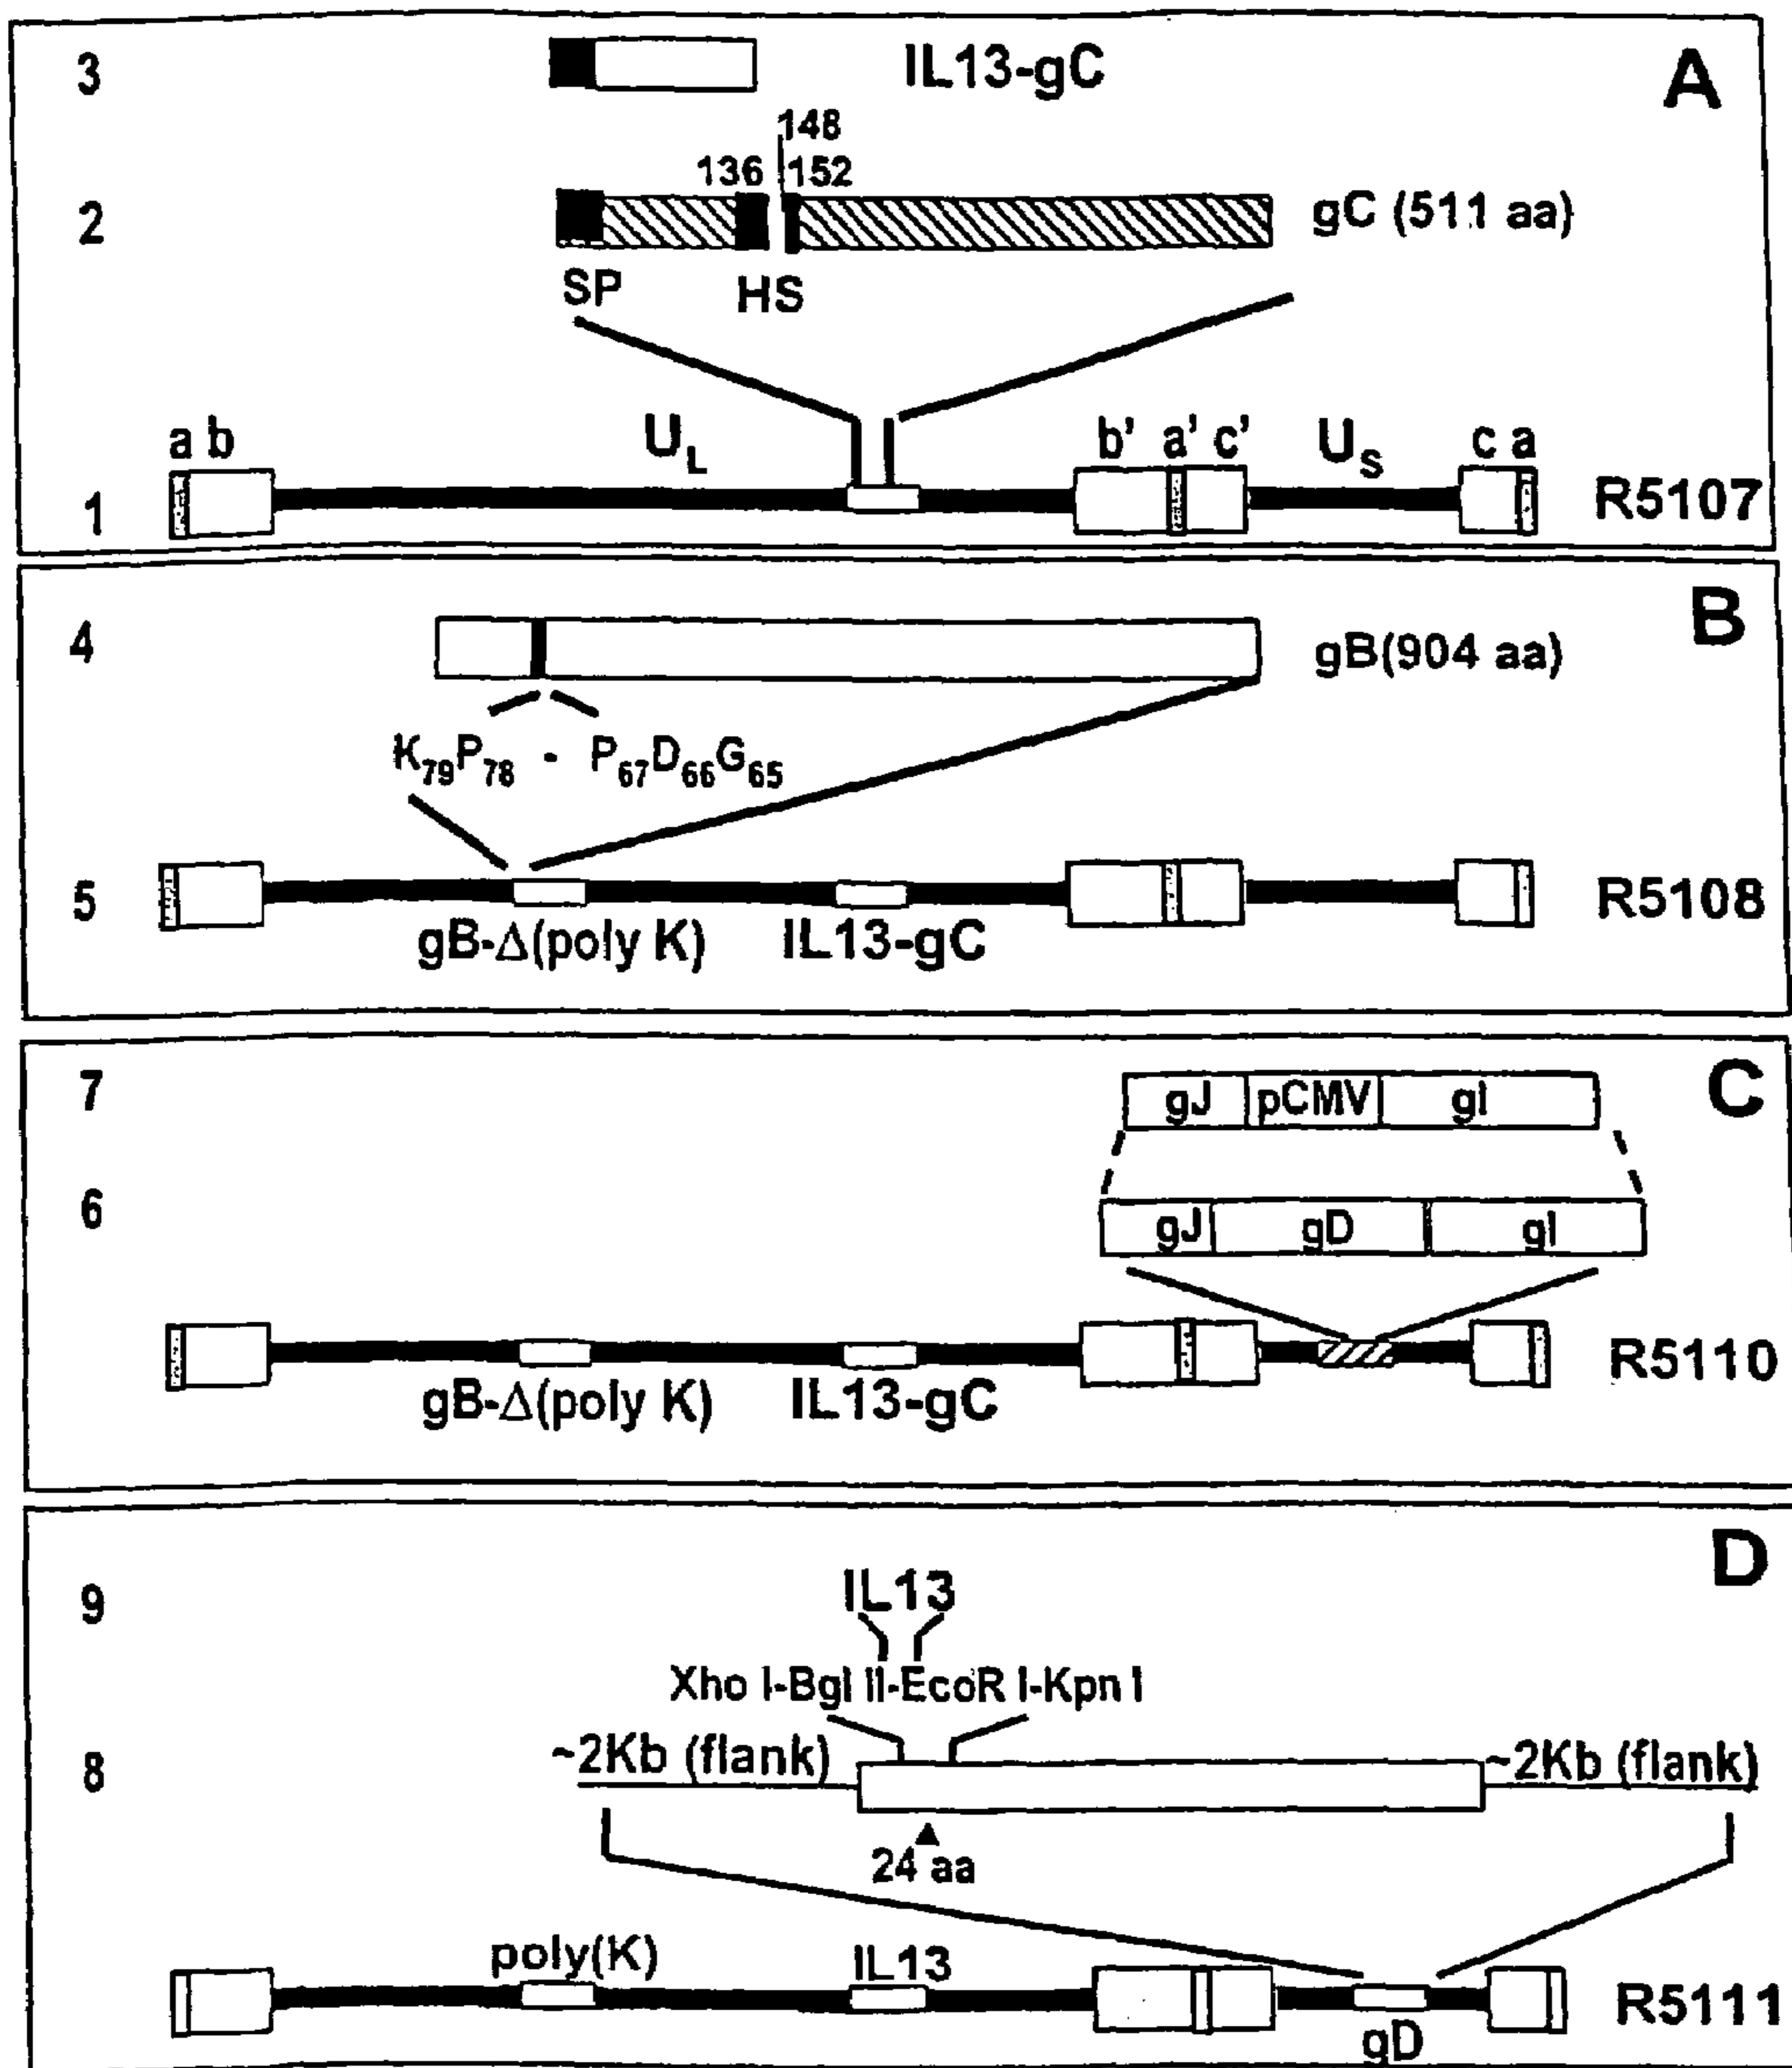 A
3 IL13-gC
148
136 152
2 gC (511 aa)
SP HS
a b U_L b' a' c' U_S c a
1 R5107
B
4 gB(904 aa)
K79P78 - P67D66G65
5 R5108
gB-Δ(poly K) IL13-gC
C
7 gJ pCMV gI
6 gJ gD gI
R5110
gB-Δ(poly K) IL13-gC
D
9 IL13
Xho I-Bgl II-EcoR I-Kpn I
~2Kb (flank) ~2Kb (flank)
8
24 aa
poly(K) IL13
R5111
gD